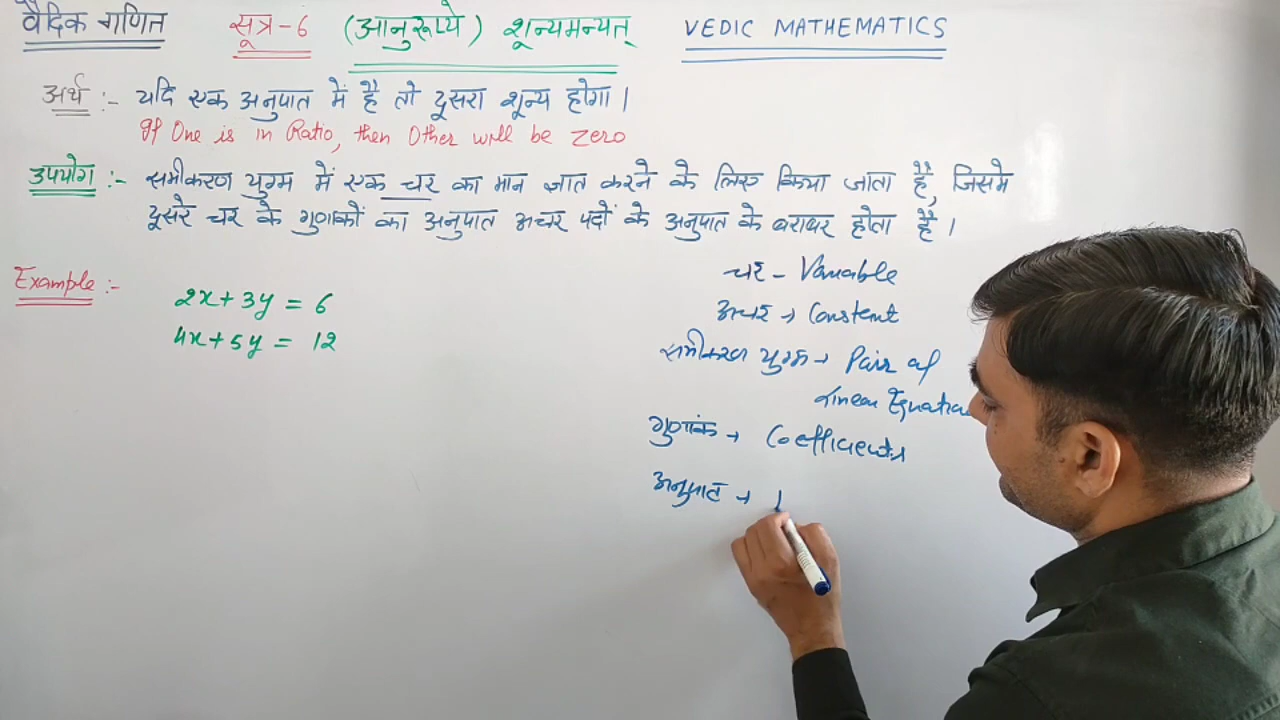 वैदिक गणित सूत्र-6 (आनुरूप्ये) शून्यमन्यत् VEDIC MATHEMATICS
अर्थ :- यदि एक अनुपात में है तो दूसरा शून्य होगा।
If One is in Ratio, then Other will be zero
उपयोग :- समीकरण युग्म में एक चर का मान ज्ञात करने के लिए किया जाता है, जिसमे
दूसरे चर के गुणाकों का अनुपात अचर पदों के अनुपात के बराबर होता है।
Example :-
2x+3y = 6
4x+5y = 12
चर - Variable
अचर → Constent
समीकरण युग्म → Pair of
Linear Equation
गुणांक → Coefficients
अनुपात →